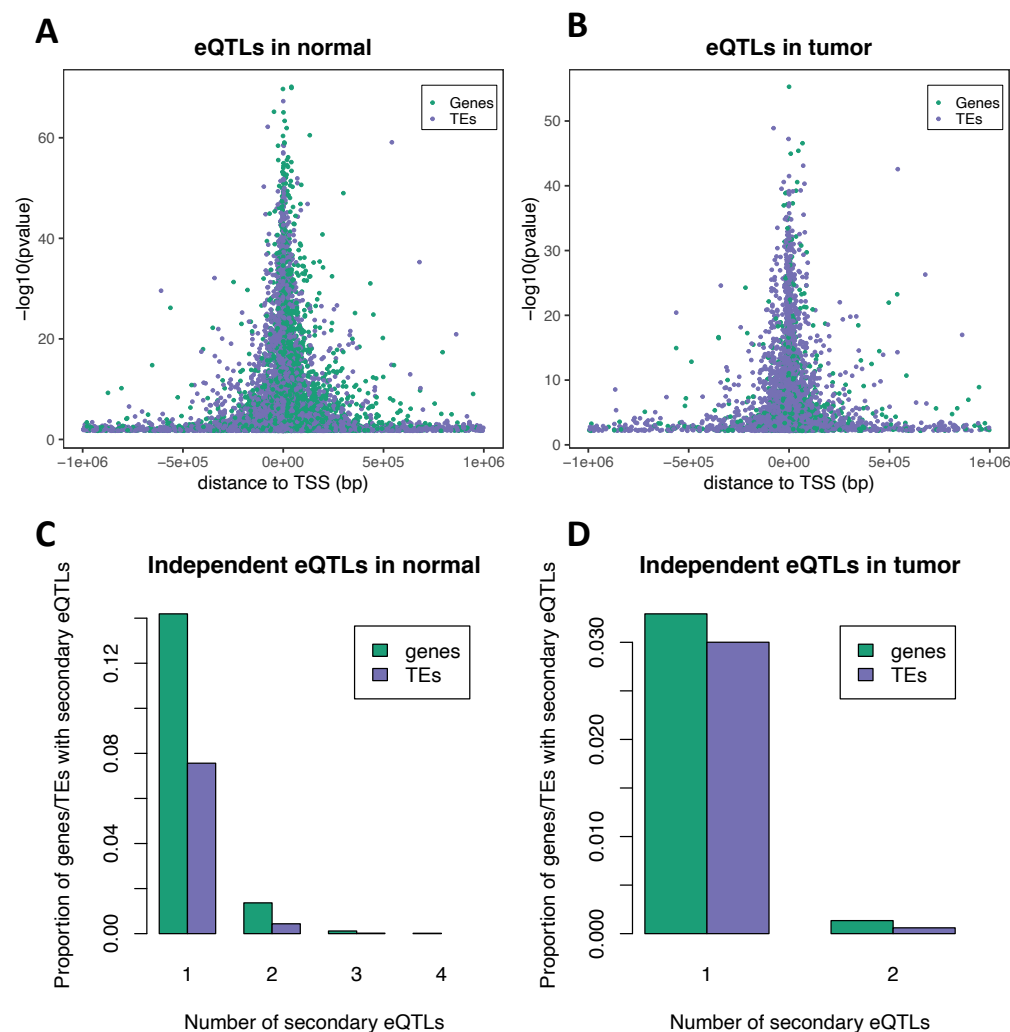 A
eQTLs in normal
Genes
TEs
−log10(pvalue)
60
40
20
0
−1e+06
−5e+05
0e+00
5e+05
1e+06
distance to TSS (bp)
B
eQTLs in tumor
Genes
TEs
−log10(pvalue)
50
40
30
20
10
0
−1e+06
−5e+05
0e+00
5e+05
1e+06
distance to TSS (bp)
C
Independent eQTLs in normal
genes
TEs
Proportion of genes/TEs with secondary eQTLs
0.12
0.08
0.04
0.00
1
2
3
4
Number of secondary eQTLs
D
Independent eQTLs in tumor
genes
TEs
Proportion of genes/TEs with secondary eQTLs
0.030
0.020
0.010
0.000
1
2
Number of secondary eQTLs